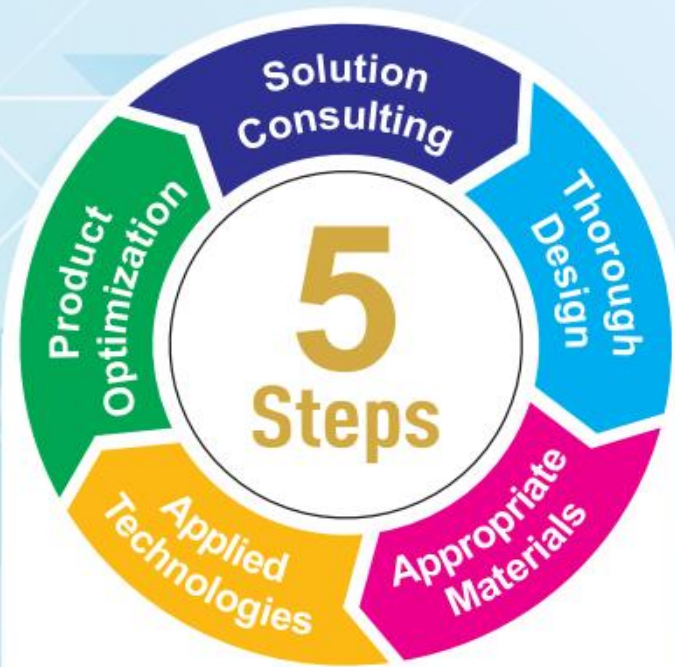 5
Steps
Solution
Consulting
Thorough
Design
Appropriate
Materials
Applied
Technologies
Product
Optimization